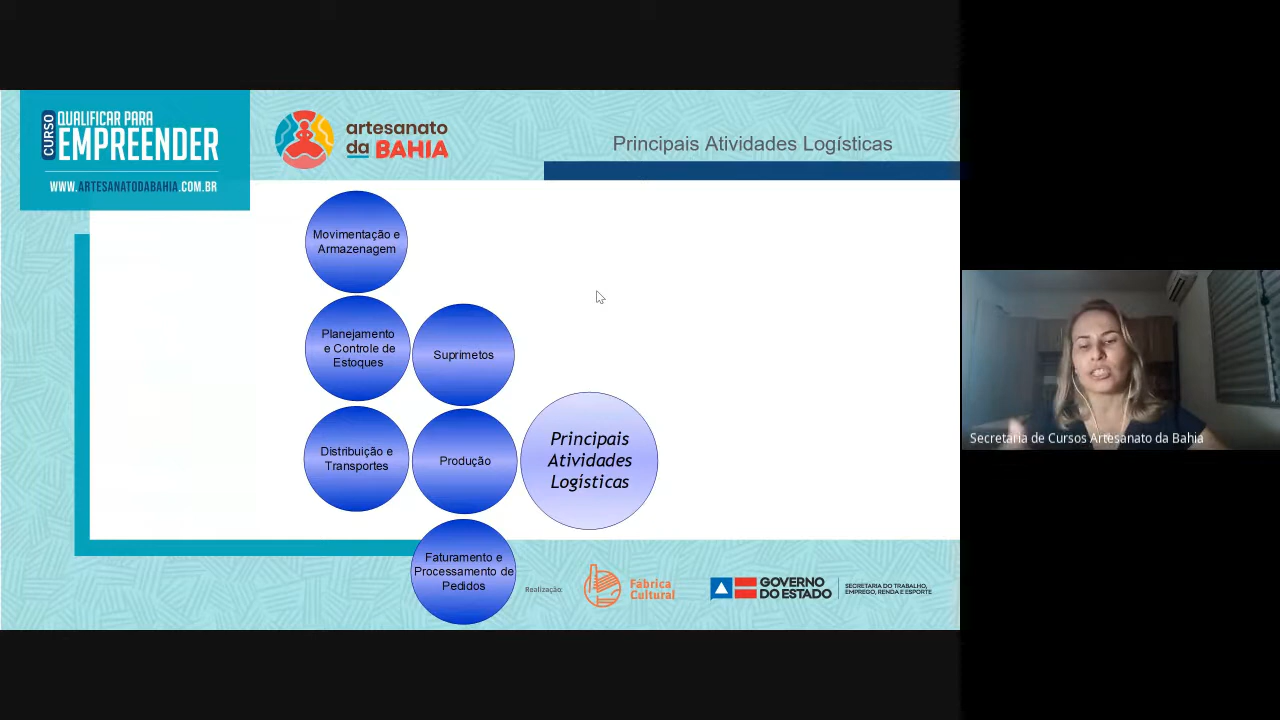 CURSO
QUALIFICAR PARA
EMPREENDER
WWW.ARTESANATODABAHIA.COM.BR
artesanato
da BAHIA
Principais Atividades Logísticas
Movimentação e
Armazenagem
Planejamento
e Controle de
Estoques
Suprimetos
Distribuição e
Transportes
Produção
Principais
Atividades
Logísticas
Faturamento e
Processamento de
Pedidos
Realização:
Fábrica
Cultural
GOVERNO
DO ESTADO
SECRETARIA DO TRABALHO,
EMPREGO, RENDA E ESPORTE
Secretaria de Cursos Artesanato da Bahia